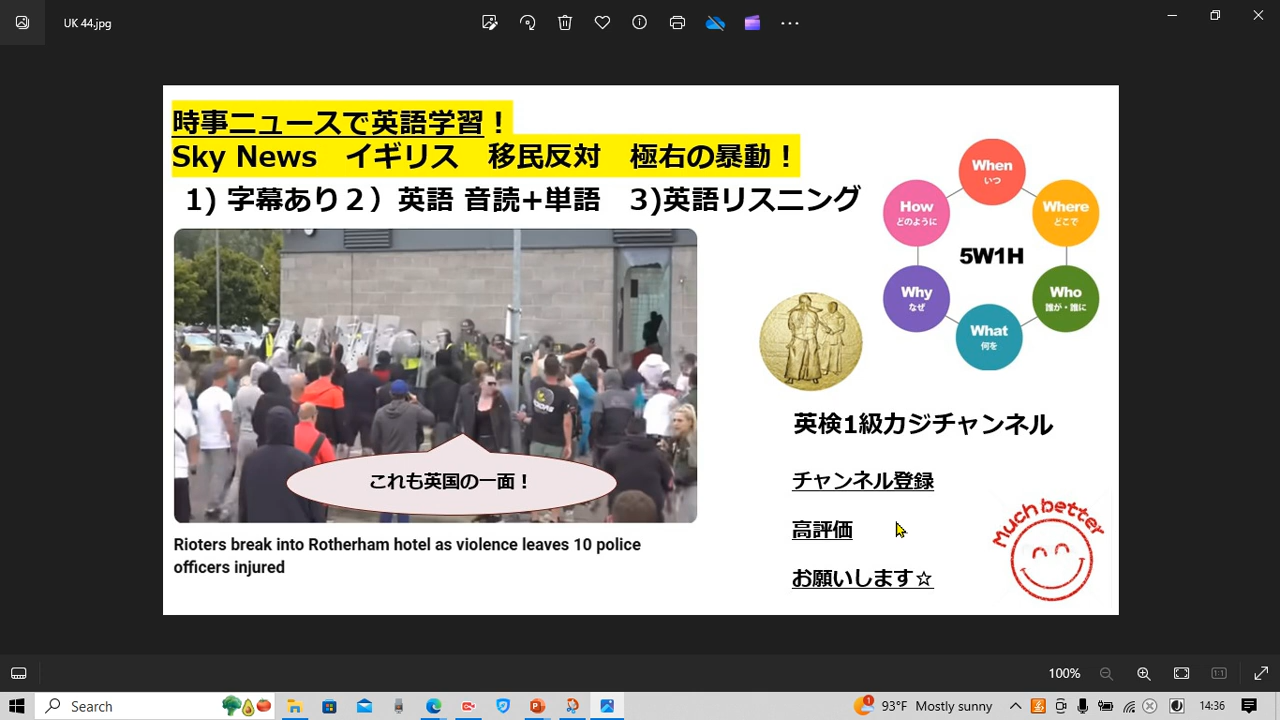 UK 44.jpg
時事ニュースで英語学習！
Sky News　イギリス　移民反対　極右の暴動！
1) 字幕あり２）英語 音読+単語　3)英語リスニング
When
いつ
How
どのように
Where
どこで
5W1H
Why
なぜ
Who
誰が・誰に
What
何を
英検1級カジチャンネル
これも英国の一面！
チャンネル登録
高評価
お願いします☆
Much better
Rioters break into Rotherham hotel as violence leaves 10 police
officers injured
100%
1:1
Search
1
93°F Mostly sunny
14:36